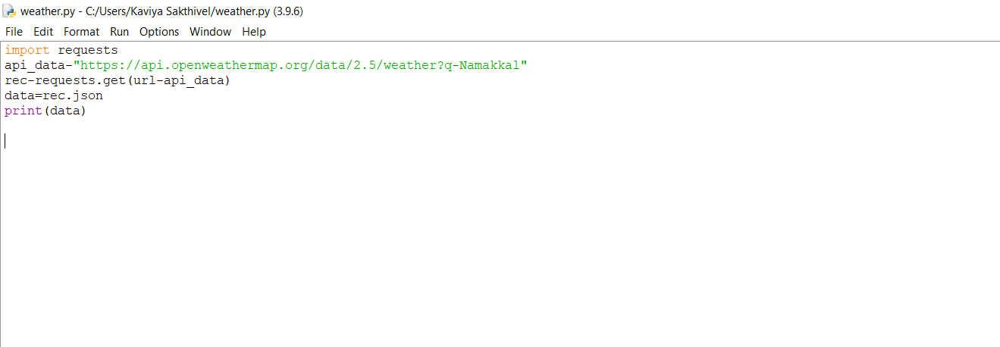 weather.py - C:/Users/Kaviya Sakthivel/weather.py (3.9.6)
File Edit Format Run Options Window Help
import requests
api_data-"https://api.openweathermap.org/data/2.5/weather?q-Namakkal"
rec-requests.get(url-api_data)
data=rec.json
print(data)